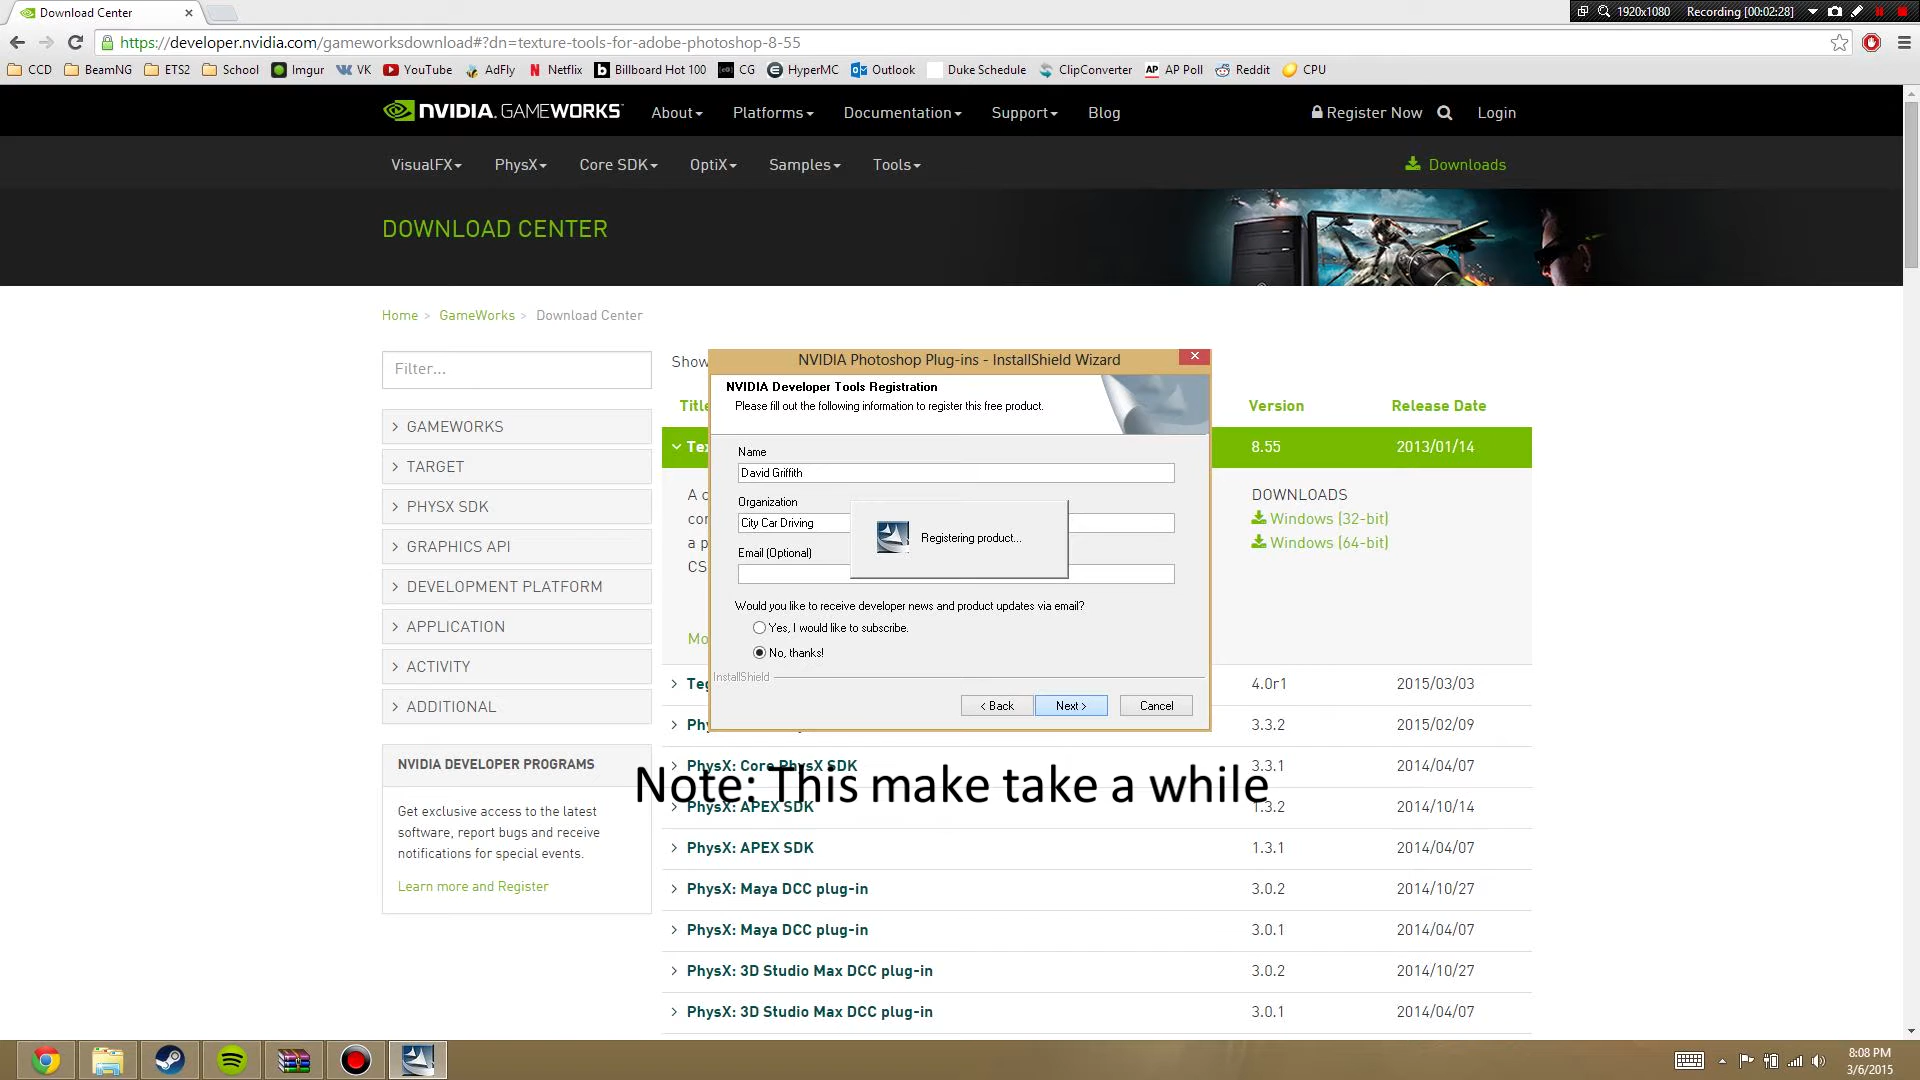 Download Center
1920x1080 Recording [00:02:28]
https://developer.nvidia.com/gameworksdownload#?dn=texture-tools-for-adobe-photoshop-8-55
CCD BeamNG ETS2 School Imgur VK YouTube AdFly Netflix Billboard Hot 100 CG HyperMC Outlook Duke Schedule ClipConverter AP AP Poll Reddit CPU
NVIDIA. GAMEWORKS About Platforms Documentation Support Blog Register Now Login
VisualFX PhysX Core SDK OptiX Samples Tools Downloads
DOWNLOAD CENTER
Home > GameWorks > Download Center
Filter...
GAMEWORKS
TARGET
PHYSX SDK
GRAPHICS API
DEVELOPMENT PLATFORM
APPLICATION
ACTIVITY
ADDITIONAL
NVIDIA DEVELOPER PROGRAMS
Get exclusive access to the latest
software, report bugs and receive
notifications for special events.
Learn more and Register
Show
Title Version Release Date
Tex 8.55 2013/01/14
DOWNLOADS
Windows (32-bit)
Windows (64-bit)
NVIDIA Photoshop Plug-ins - InstallShield Wizard
NVIDIA Developer Tools Registration
Please fill out the following information to register this free product.
Name
David Griffith
Organization
City Car Driving
Email (Optional)
Registering product...
Would you like to receive developer news and product updates via email?
Yes, I would like to subscribe.
No, thanks!
InstallShield
< Back Next > Cancel
Teg 4.0r1 2015/03/03
Phy 3.3.2 2015/02/09
PhysX: Core PhysX SDK 3.3.1 2014/04/07
Note: This make take a while
PhysX: APEX SDK 1.3.2 2014/10/14
PhysX: APEX SDK 1.3.1 2014/04/07
PhysX: Maya DCC plug-in 3.0.2 2014/10/27
PhysX: Maya DCC plug-in 3.0.1 2014/04/07
PhysX: 3D Studio Max DCC plug-in 3.0.2 2014/10/27
PhysX: 3D Studio Max DCC plug-in 3.0.1 2014/04/07
8:08 PM
3/6/2015